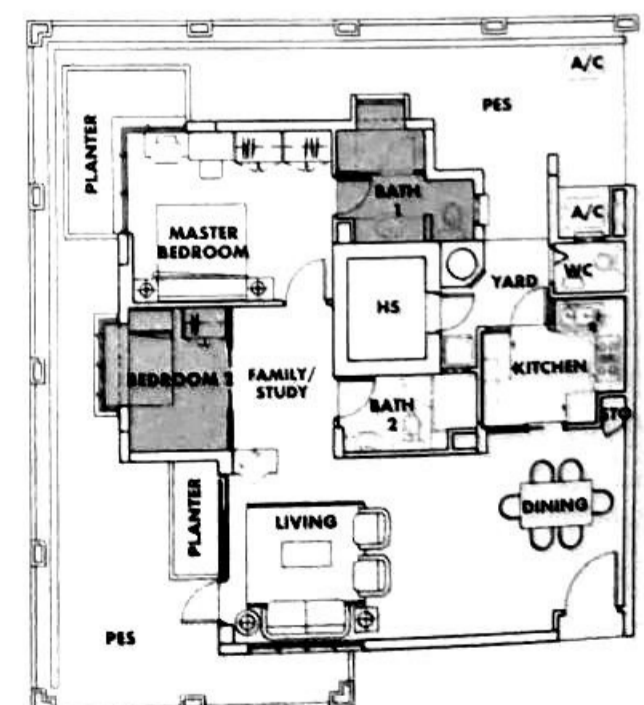 A/C
PES
PLANTER
BATH
1
A/C
MASTER
BEDROOM
WC
YARD
HS
BEDROOM 2
FAMILY/
STUDY
KITCHEN
BATH
2
STO
PLANTER
LIVING
DINING
PES